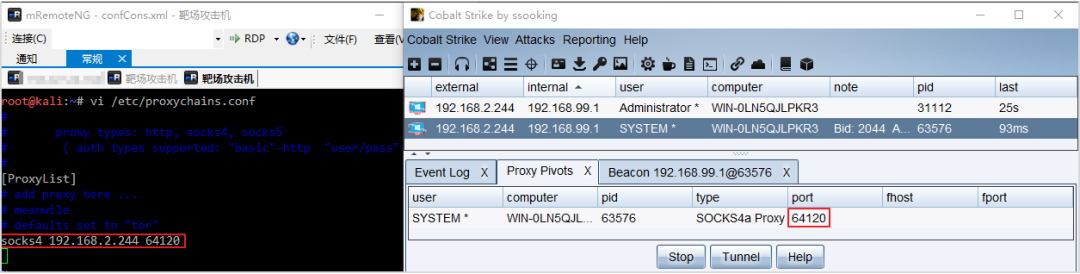 mRemoteNG - confCons.xml - 靶场攻击机
连接(C)
RDP
文件(F)
查看(V
通知
常规 X
靶场攻击机
靶场攻击机
root@kali:~# vi /etc/proxychains.conf
#
# proxy types: http, socks4, socks5
# ( auth types supported: "basic"-http "user/pass"
#
[ProxyList]
# add proxy here ...
# meanwile
# defaults set to "tor"
socks4 192.168.2.244 64120
Cobalt Strike by ssooking
Cobalt Strike View Attacks Reporting Help
external internal user computer note pid last
192.168.2.244 192.168.99.1 Administrator * WIN-0LN5QJLPKR3 31112 25s
192.168.2.244 192.168.99.1 SYSTEM * WIN-0LN5QJLPKR3 Bid: 2044 A... 63576 93ms
Event Log X Proxy Pivots X Beacon 192.168.99.1@63576 X
user computer pid type port fhost fport
SYSTEM * WIN-0LN5QJL... 63576 SOCKS4a Proxy 64120
Stop Tunnel Help